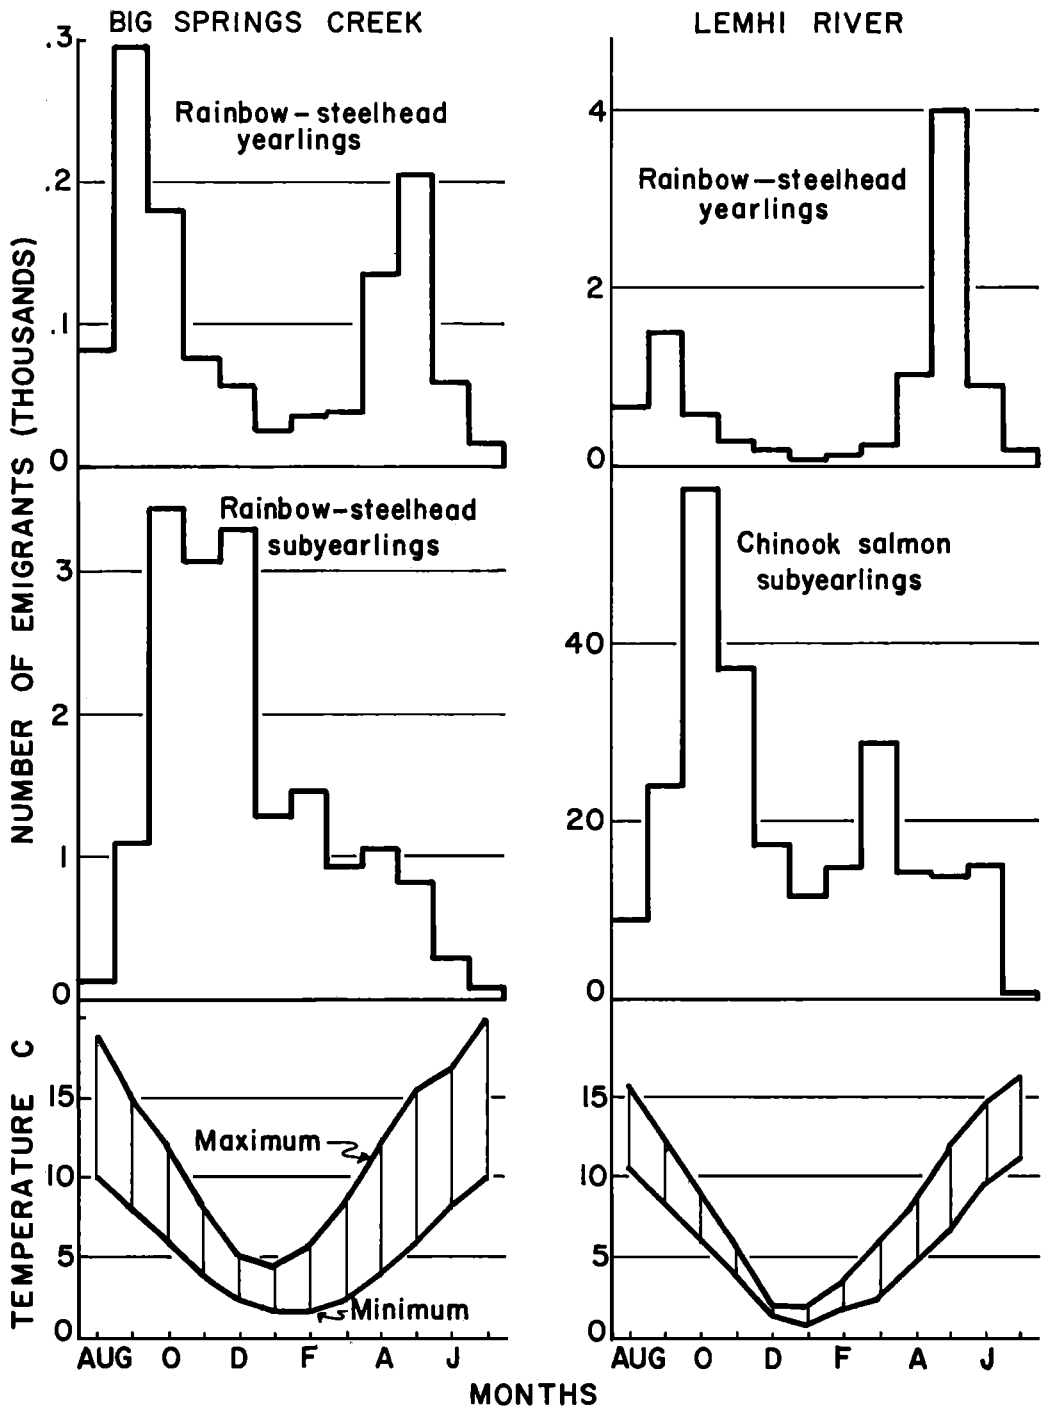 BIG SPRINGS CREEK
LEMHI RIVER
NUMBER OF EMIGRANTS (THOUSANDS)
.3
.2
.1
0
Rainbow-steelhead
yearlings
4
2
0
Rainbow-steelhead
yearlings
3
2
1
0
Rainbow-steelhead
subyearlings
40
20
0
Chinook salmon
subyearlings
TEMPERATURE C
15
10
5
0
Maximum
Minimum
15
10
5
0
AUG O D F A J
AUG O D F A J
MONTHS